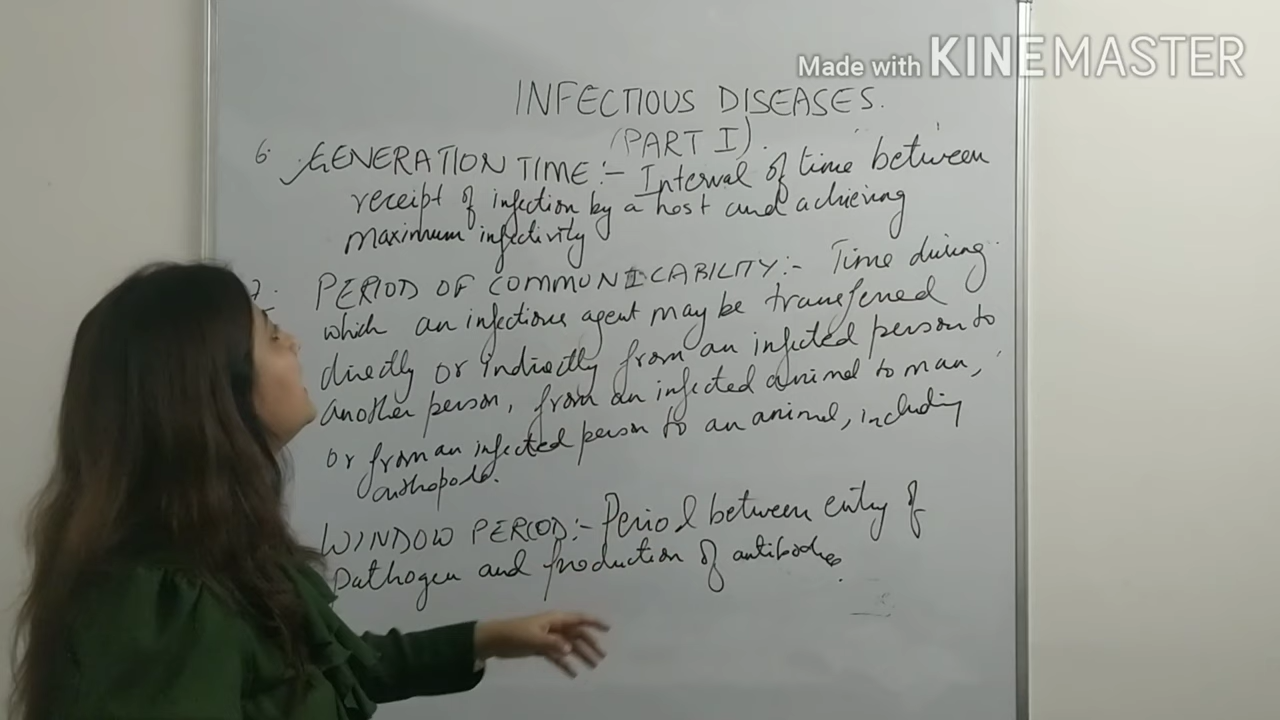 Made with KINEMASTER
INFECTIOUS DISEASES.
(PART I).
6. GENERATION TIME:- Interval of time between
receipt of infection by a host and achieving
maximum infectivity
7. PERIOD OF COMMUNICABILITY:- Time during
which an infectious agent may be transferred
directly or indirectly from an infected person to
another person, from an infected animal to man,
or from an infected person to an animal, including
arthropods.
WINDOW PERIOD:- Period between entry of
pathogen and production of antibodies.